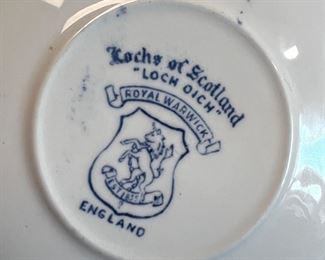 Lochs of Scotland
"LOCH OICH"
ROYAL WARWICK
ENGLAND